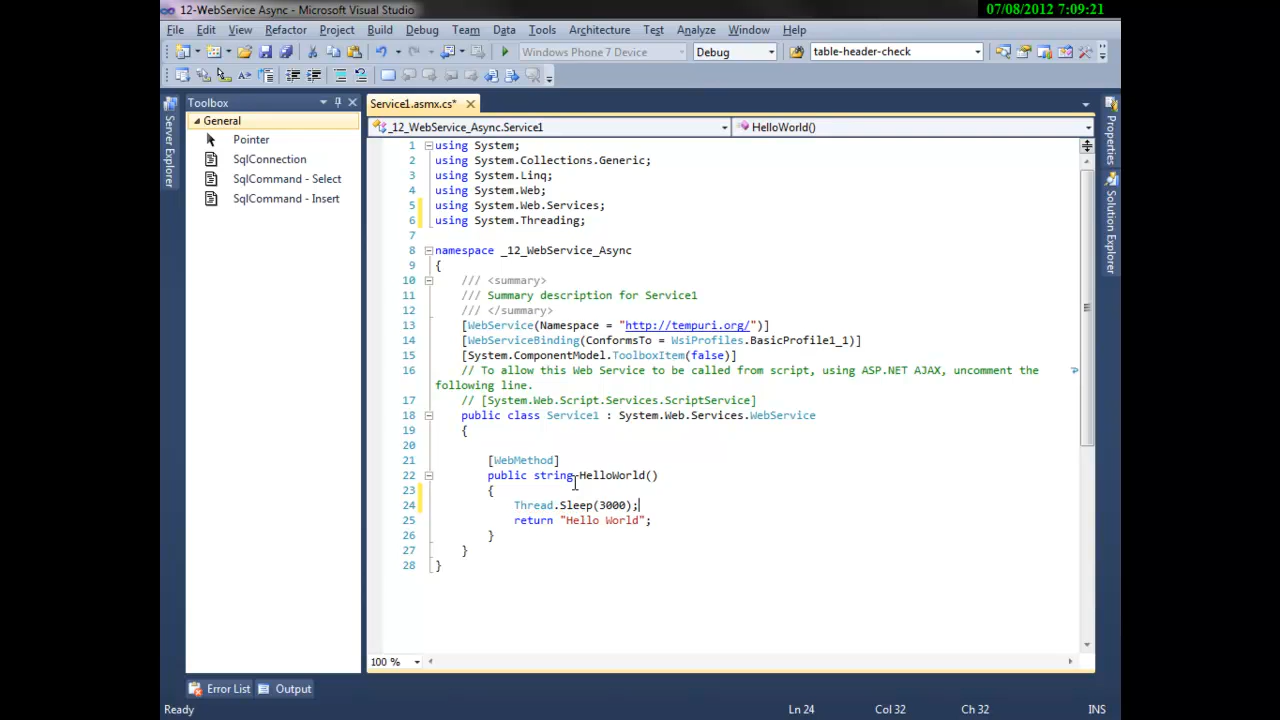 12-WebService Async - Microsoft Visual Studio
07/08/2012 7:09:21
File Edit View Refactor Project Build Debug Team Data Tools Architecture Test Analyze Window Help
Windows Phone 7 Device Debug table-header-check
Toolbox
Service1.asmx.cs*
General
_12_WebService_Async.Service1 HelloWorld()
Pointer
SqlConnection
SqlCommand - Select
SqlCommand - Insert
Server Explorer
Properties
Solution Explorer
1 using System;
2 using System.Collections.Generic;
3 using System.Linq;
4 using System.Web;
5 using System.Web.Services;
6 using System.Threading;
7
8 namespace _12_WebService_Async
9 {
10 /// <summary>
11 /// Summary description for Service1
12 /// </summary>
13 [WebService(Namespace = "http://tempuri.org/")]
14 [WebServiceBinding(ConformsTo = WsiProfiles.BasicProfile1_1)]
15 [System.ComponentModel.ToolboxItem(false)]
16 // To allow this Web Service to be called from script, using ASP.NET AJAX, uncomment the
following line.
17 // [System.Web.Script.Services.ScriptService]
18 public class Service1 : System.Web.Services.WebService
19 {
20
21 [WebMethod]
22 public string HelloWorld()
23 {
24 Thread.Sleep(3000);
25 return "Hello World";
26 }
27 }
28 }
100 %
Error List Output
Ready Ln 24 Col 32 Ch 32 INS